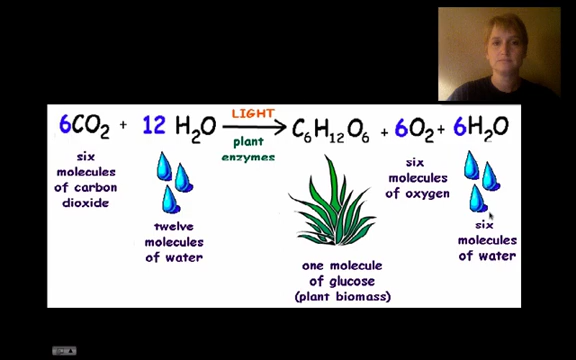 6CO₂ + 12 H₂O LIGHT C₆H₁₂O₆ + 6O₂ + 6H₂O
plant
enzymes
six
molecules
of carbon
dioxide
twelve
molecules
of water
one molecule
of glucose
(plant biomass)
six
molecules
of oxygen
six
molecules
of water